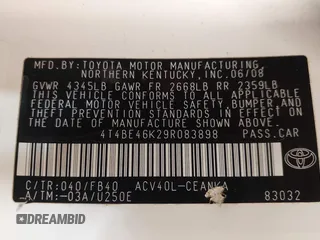 MFD. BY: TOYOTA MOTOR MANUFACTURING,
NORTHERN KENTUCKY, INC. 06/08
GVWR 4345LB GAWR FR 2668LB RR 2359LB
THIS VEHICLE CONFORMS TO ALL APPLICABLE
FEDERAL MOTOR VEHICLE SAFETY, BUMPER, AND
THEFT PREVENTION STANDARDS IN EFFECT ON THE
DATE OF MANUFACTURE SHOWN ABOVE.
4T4BE46K29R083898 PASS.CAR
TOYOTA
C/TR:040/FB40 ACV40L-CEANKA
A/TM:-03A/U250E 83032
DREAMBID